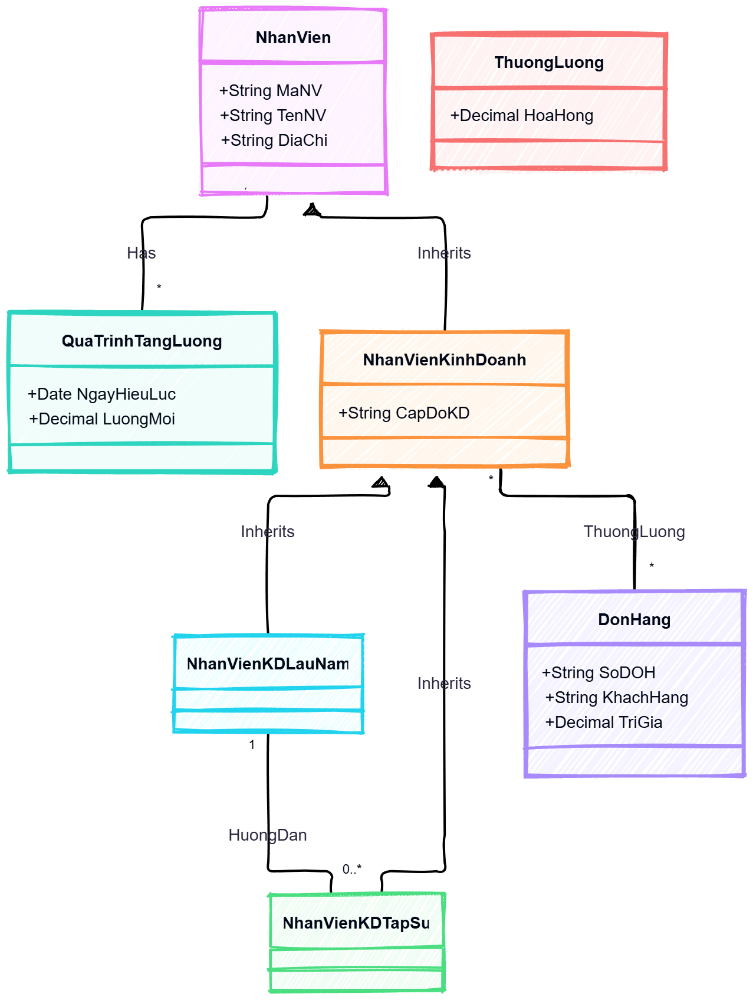 NhanVien
+String MaNV
+String TenNV
+String DiaChi
ThuongLuong
+Decimal HoaHong
Has
*
Inherits
QuaTrinhTangLuong
+Date NgayHieuLuc
+Decimal LuongMoi
NhanVienKinhDoanh
+String CapDoKD
*
Inherits
ThuongLuong
*
DonHang
+String SoDOH
+String KhachHang
+Decimal TriGia
NhanVienKDLauNam
1
Inherits
HuongDan
0..*
NhanVienKDTapSu